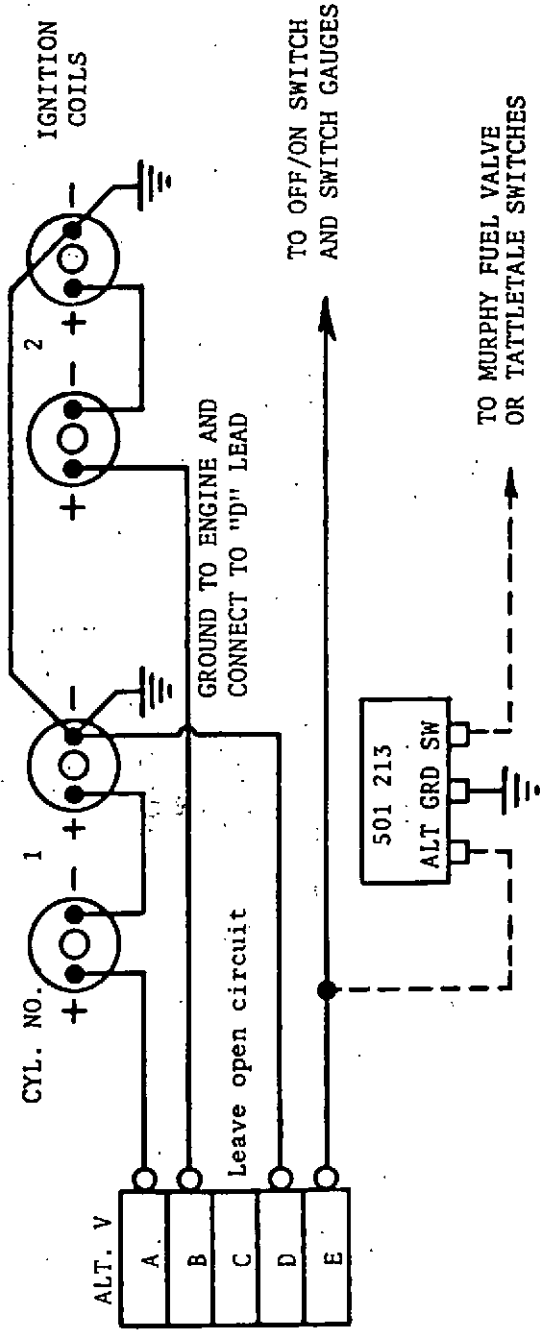 IGNITION
COILS
CYL. NO.
1
2
+ - + - + - + -
ALT. V
A
B
C
D
E
Leave open circuit
GROUND TO ENGINE AND
CONNECT TO "D" LEAD
TO OFF/ON SWITCH
AND SWITCH GAUGES
501 213
ALT GRD SW
TO MURPHY FUEL VALVE
OR TATTLETALE SWITCHES